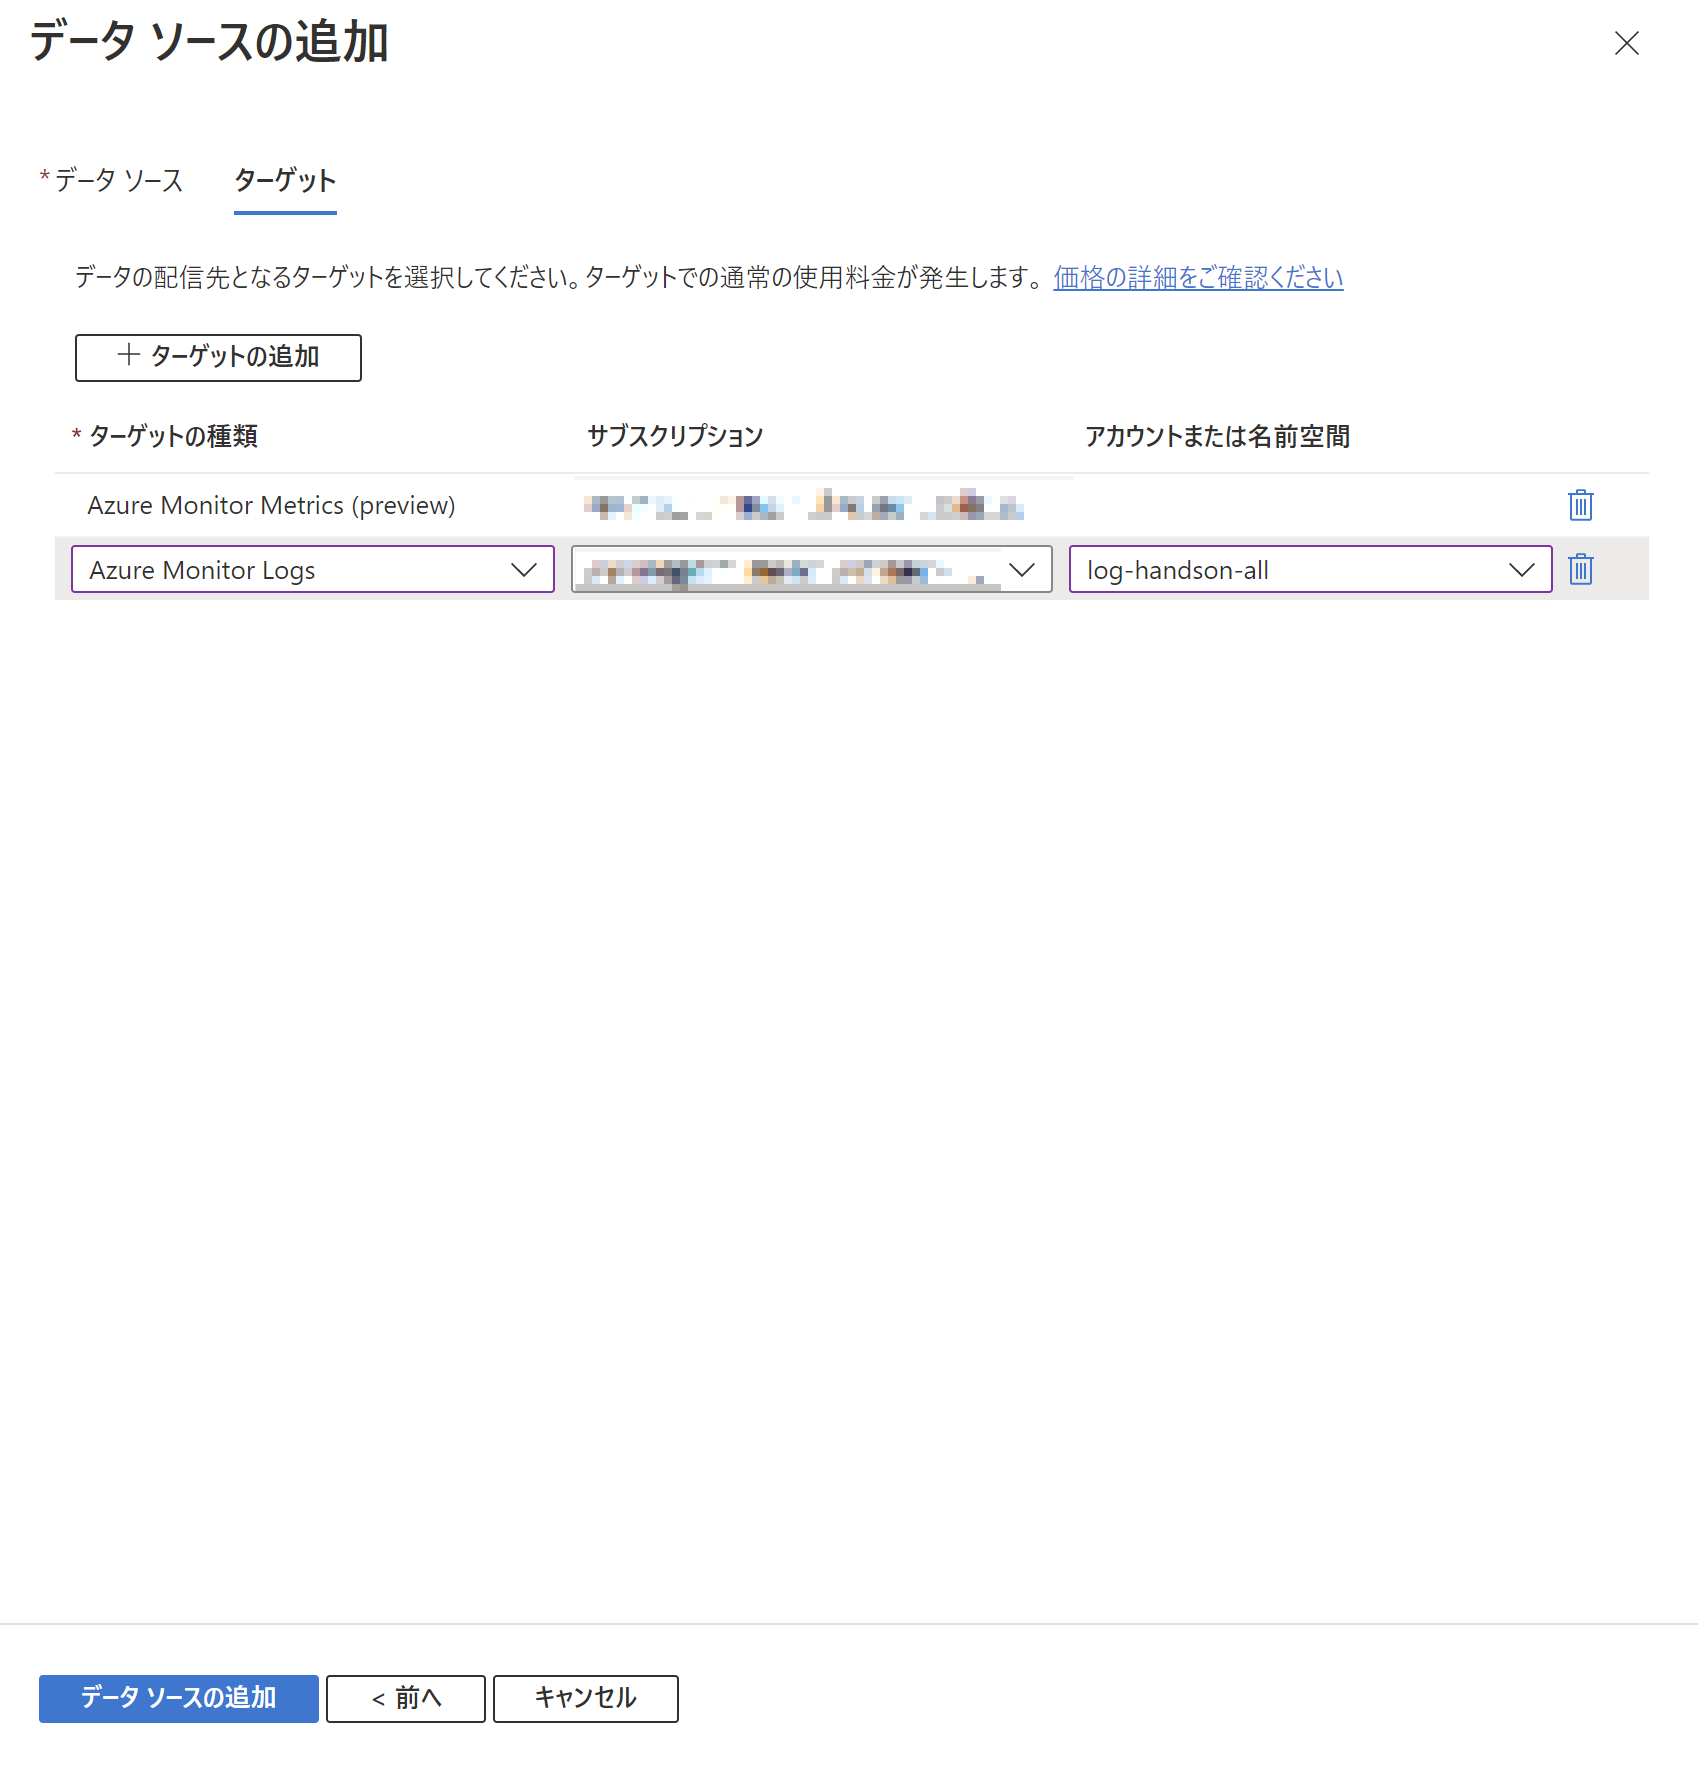 データ ソースの追加
* データ ソース ターゲット
データの配信先となるターゲットを選択してください。ターゲットでの通常の使用料金が発生します。 価格の詳細をご確認ください
＋ ターゲットの追加
* ターゲットの種類 サブスクリプション アカウントまたは名前空間
Azure Monitor Metrics (preview)
Azure Monitor Logs log-handson-all
データ ソースの追加 < 前へ キャンセル